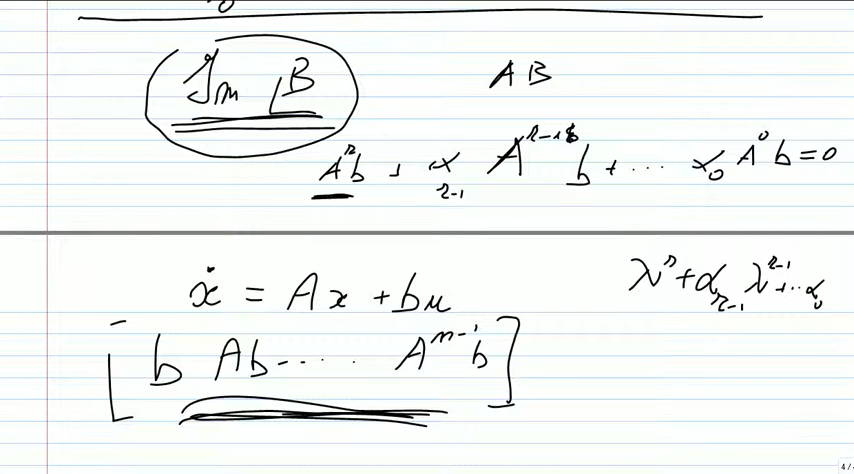 Im B
AB
Aⁿb + αₙ₋₁ Aⁿ⁻¹ b + ... α₀ A⁰ b = 0
ẋ = Ax + bu
λⁿ + αₙ₋₁ λⁿ⁻¹ + .. α₀
[ b Ab .... Aⁿ⁻¹b ]